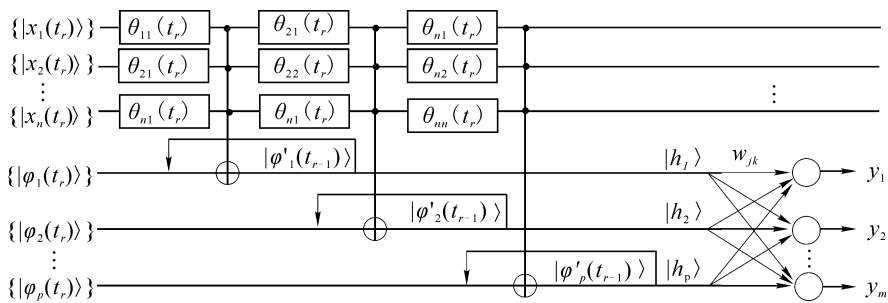 {|x₁(tᵣ)⟩} θ₁₁(tᵣ) θ₂₁(tᵣ) θₙ₁(tᵣ)
{|x₂(tᵣ)⟩} θ₂₁(tᵣ) θ₂₂(tᵣ) θₙ₂(tᵣ)
⋮ ⋮
{|xₙ(tᵣ)⟩} θₙ₁(tᵣ) θₙ₁(tᵣ) θₙₙ(tᵣ)
{|φ₁(tᵣ)⟩} |φ'₁(tᵣ₋₁)⟩ |h₁⟩ wⱼₖ y₁
{|φ₂(tᵣ)⟩} |φ'₂(tᵣ₋₁)⟩ |h₂⟩ y₂
⋮ ⋮
{|φₚ(tᵣ)⟩} |φ'ₚ(tᵣ₋₁)⟩ |hₚ⟩ yₘ